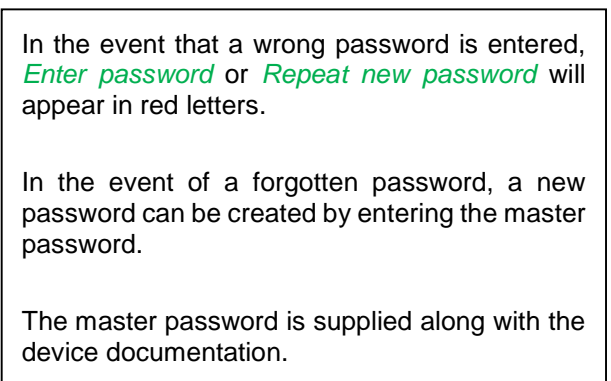 In the event that a wrong password is entered,
Enter password or Repeat new password will
appear in red letters.
In the event of a forgotten password, a new
password can be created by entering the master
password.
The master password is supplied along with the
device documentation.